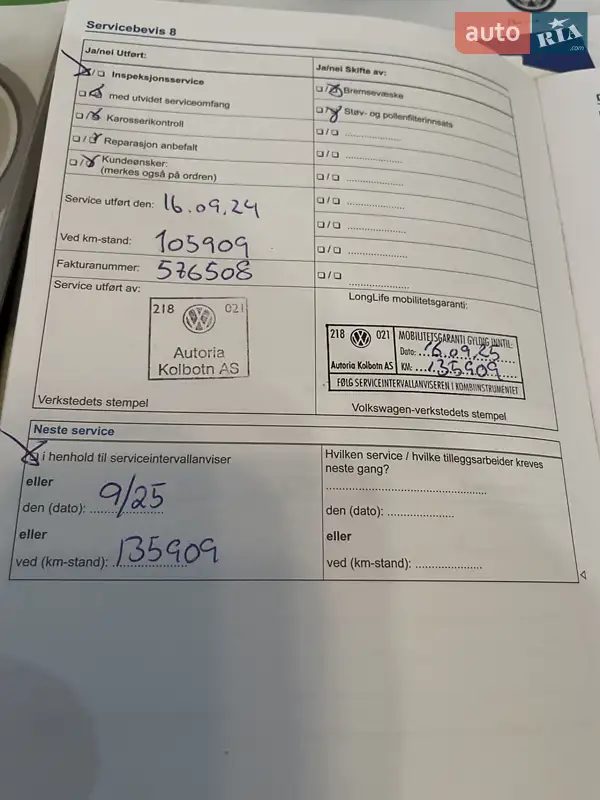 auto RIA .com
Servicebevis 8
Ja/nei Utført:
Inspeksjonsservice
med utvidet serviceomfang
Karosserikontroll
Reparasjon anbefalt
Kundeønsker:
(merkes også på ordren)
Service utført den: 16.09.24
Ved km-stand: 105909
Fakturanummer: 576508
Service utført av:
218 021
Autoria
Kolbotn AS
Verkstedets stempel
Ja/nei Skifte av:
Bremsevæske
Støv- og pollenfilterinnsats
LongLife mobilitetsgaranti:
218 021 MOBILITETSGARANTI GYLDIG INNTIL:
Dato: 16.09.25
Autoria Kolbotn AS KM: 135909
FØLG SERVICEINTERVALLANVISEREN I KOMBIINSTRUMENTET
Volkswagen-verkstedets stempel
Neste service
i henhold til serviceintervallanviser
eller
den (dato): 9/25
eller
ved (km-stand): 135909
Hvilken service / hvilke tilleggsarbeider kreves
neste gang?
den (dato):
eller
ved (km-stand):